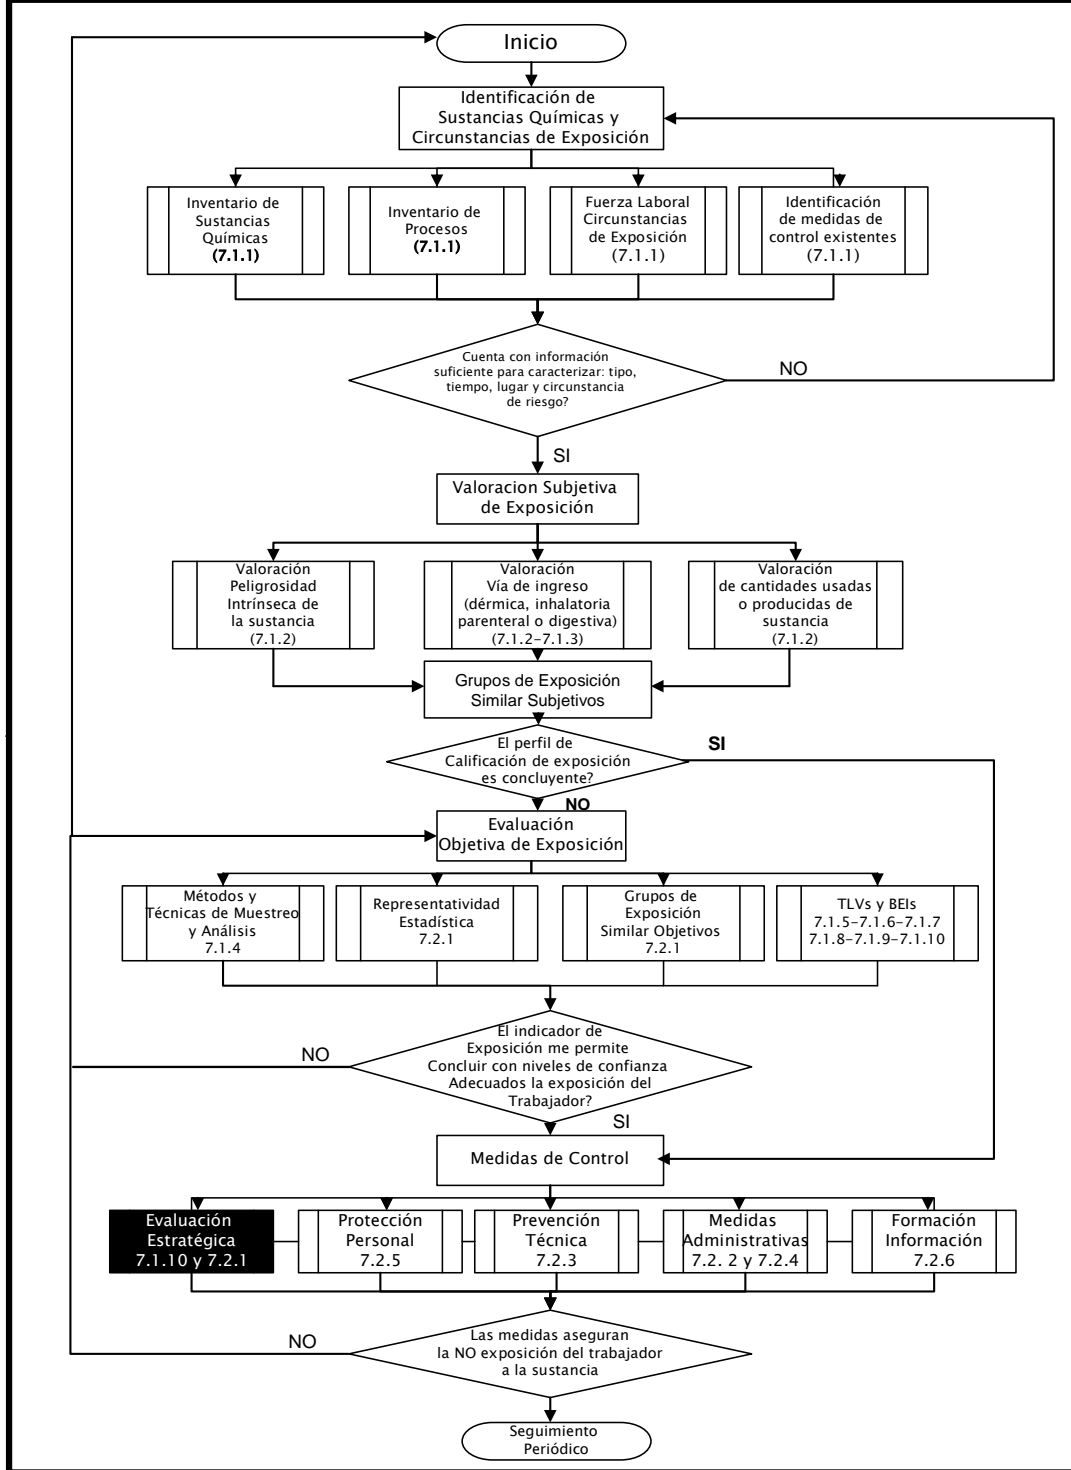 Inicio
Identificación de
Sustancias Químicas y
Circunstancias de Exposición
Inventario de
Sustancias
Químicas
(7.1.1)
Inventario de
Procesos
(7.1.1)
Fuerza Laboral
Circunstancias
de Exposición
(7.1.1)
Identificación
de medidas de
control existentes
(7.1.1)
Cuenta con información
suficiente para caracterizar: tipo,
tiempo, lugar y circunstancia
de riesgo?
NO
SI
Valoracion Subjetiva
de Exposición
Valoración
Peligrosidad
Intrínseca de
la sustancia
(7.1.2)
Valoración
Vía de ingreso
(dérmica, inhalatoria
parenteral o digestiva)
(7.1.2-7.1.3)
Valoración
de cantidades usadas
o producidas de
sustancia
(7.1.2)
Grupos de Exposición
Similar Subjetivos
El perfil de
Calificación de exposición
es concluyente?
SI
NO
Evaluación
Objetiva de Exposición
Métodos y
Técnicas de Muestreo
y Análisis
7.1.4
Representatividad
Estadística
7.2.1
Grupos de
Exposición
Similar Objetivos
7.2.1
TLVs y BEIs
7.1.5-7.1.6-7.1.7
7.1.8-7.1.9-7.1.10
El indicador de
Exposición me permite
Concluir con niveles de confianza
Adecuados la exposición del
Trabajador?
NO
SI
Medidas de Control
Evaluación
Estratégica
7.1.10 y 7.2.1
Protección
Personal
7.2.5
Prevención
Técnica
7.2.3
Medidas
Administrativas
7.2. 2 y 7.2.4
Formación
Información
7.2.6
Las medidas aseguran
la NO exposición del trabajador
a la sustancia
NO
Seguimiento
Periódico